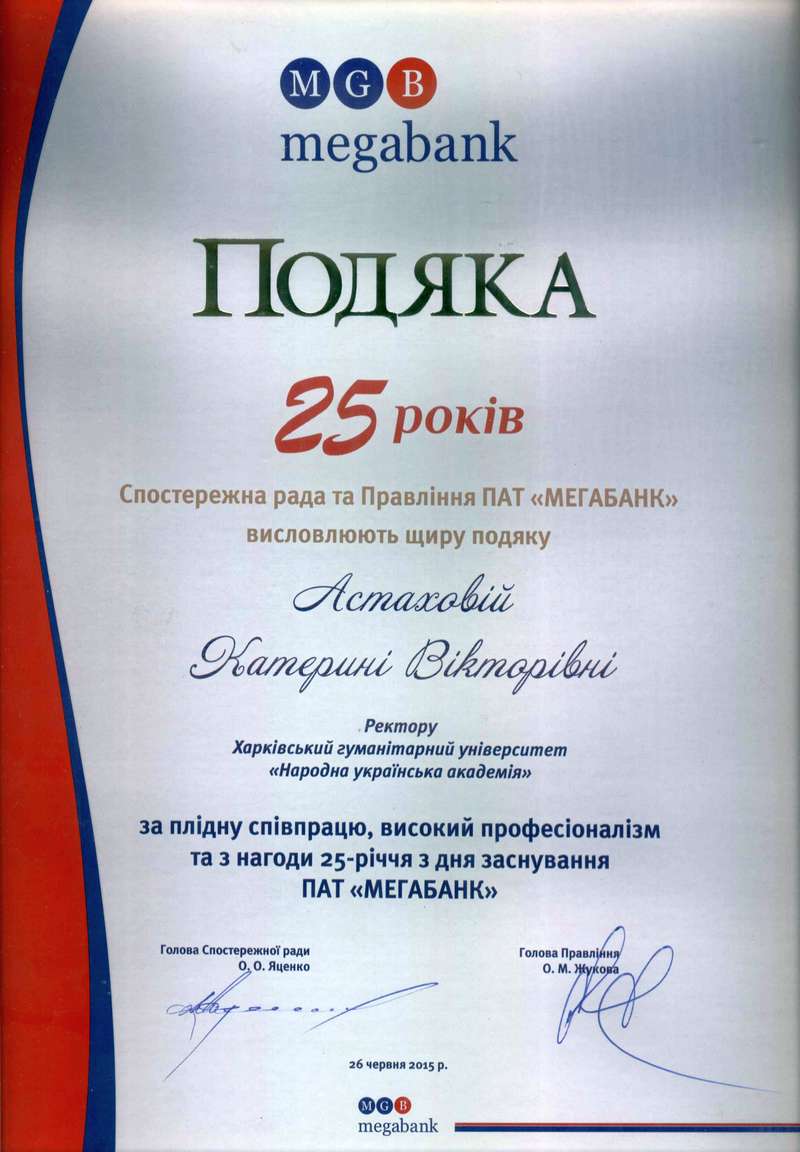 MGB
megabank
ПОДЯКА
25 років
Спостережна рада та Правління ПАТ «МЕГАБАНК»
висловлюють щиру подяку
Астаховій
Катерині Вікторівні
Ректору
Харківський гуманітарний університет
«Народна українська академія»
за плідну співпрацю, високий професіоналізм
та з нагоди 25-річчя з дня заснування
ПАТ «МЕГАБАНК»
Голова Спостережної ради
О. О. Яценко
Голова Правління
О. М. Жукова
26 червня 2015 р.
MGB
megabank